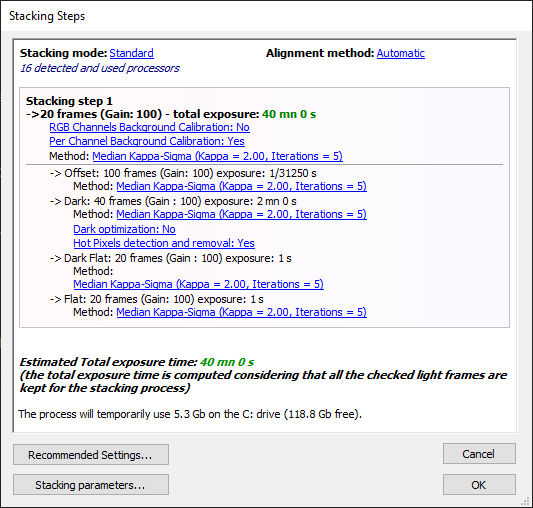 Stacking Steps
Stacking mode: Standard Alignment method: Automatic
16 detected and used processors
Stacking step 1
->20 frames (Gain: 100) - total exposure: 40 mn 0 s
RGB Channels Background Calibration: No
Per Channel Background Calibration: Yes
Method: Median Kappa-Sigma (Kappa = 2.00, Iterations = 5)
-> Offset: 100 frames (Gain: 100) exposure: 1/31250 s
Method: Median Kappa-Sigma (Kappa = 2.00, Iterations = 5)
-> Dark: 40 frames (Gain : 100) exposure: 2 mn 0 s
Method: Median Kappa-Sigma (Kappa = 2.00, Iterations = 5)
Dark optimization: No
Hot Pixels detection and removal: Yes
-> Dark Flat: 20 frames (Gain : 100) exposure: 1 s
Method:
Median Kappa-Sigma (Kappa = 2.00, Iterations = 5)
-> Flat: 20 frames (Gain: 100) exposure: 1 s
Method: Median Kappa-Sigma (Kappa = 2.00, Iterations = 5)
Estimated Total exposure time: 40 mn 0 s
(the total exposure time is computed considering that all the checked light frames are
kept for the stacking process)
The process will temporarily use 5.3 Gb on the C: drive (118.8 Gb free).
Recommended Settings... Cancel
Stacking parameters... OK